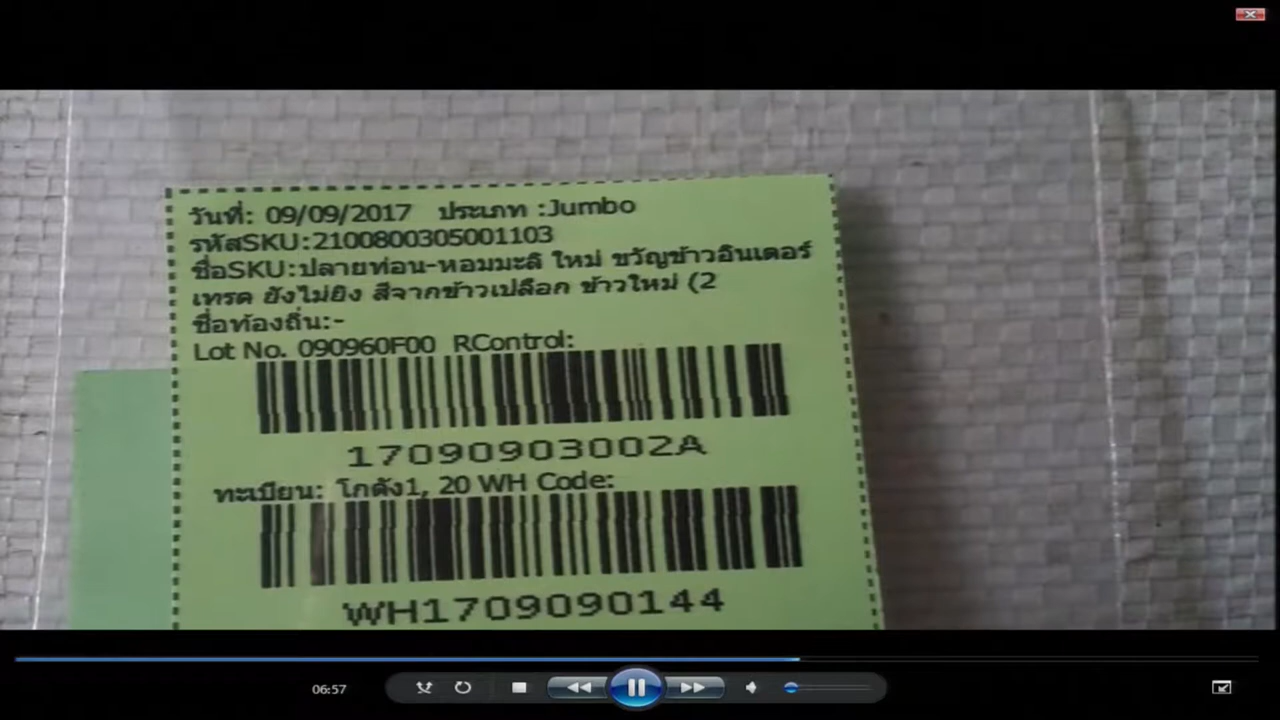 วันที่: 09/09/2017 ประเภท :Jumbo
รหัสSKU:2100800305001103
ชื่อSKU:ปลายท่อน-หอมมะลิ ใหม่ ขวัญข้าวอินเตอร์
เทรด ยังไม่ยิง สีจากข้าวเปลือก ข้าวใหม่ (2
ชื่อท้องถิ่น:-
Lot No. 090960F00 RControl:
17090903002A
ทะเบียน: โกดัง1, 20 WH Code:
WH1709090144
06:57